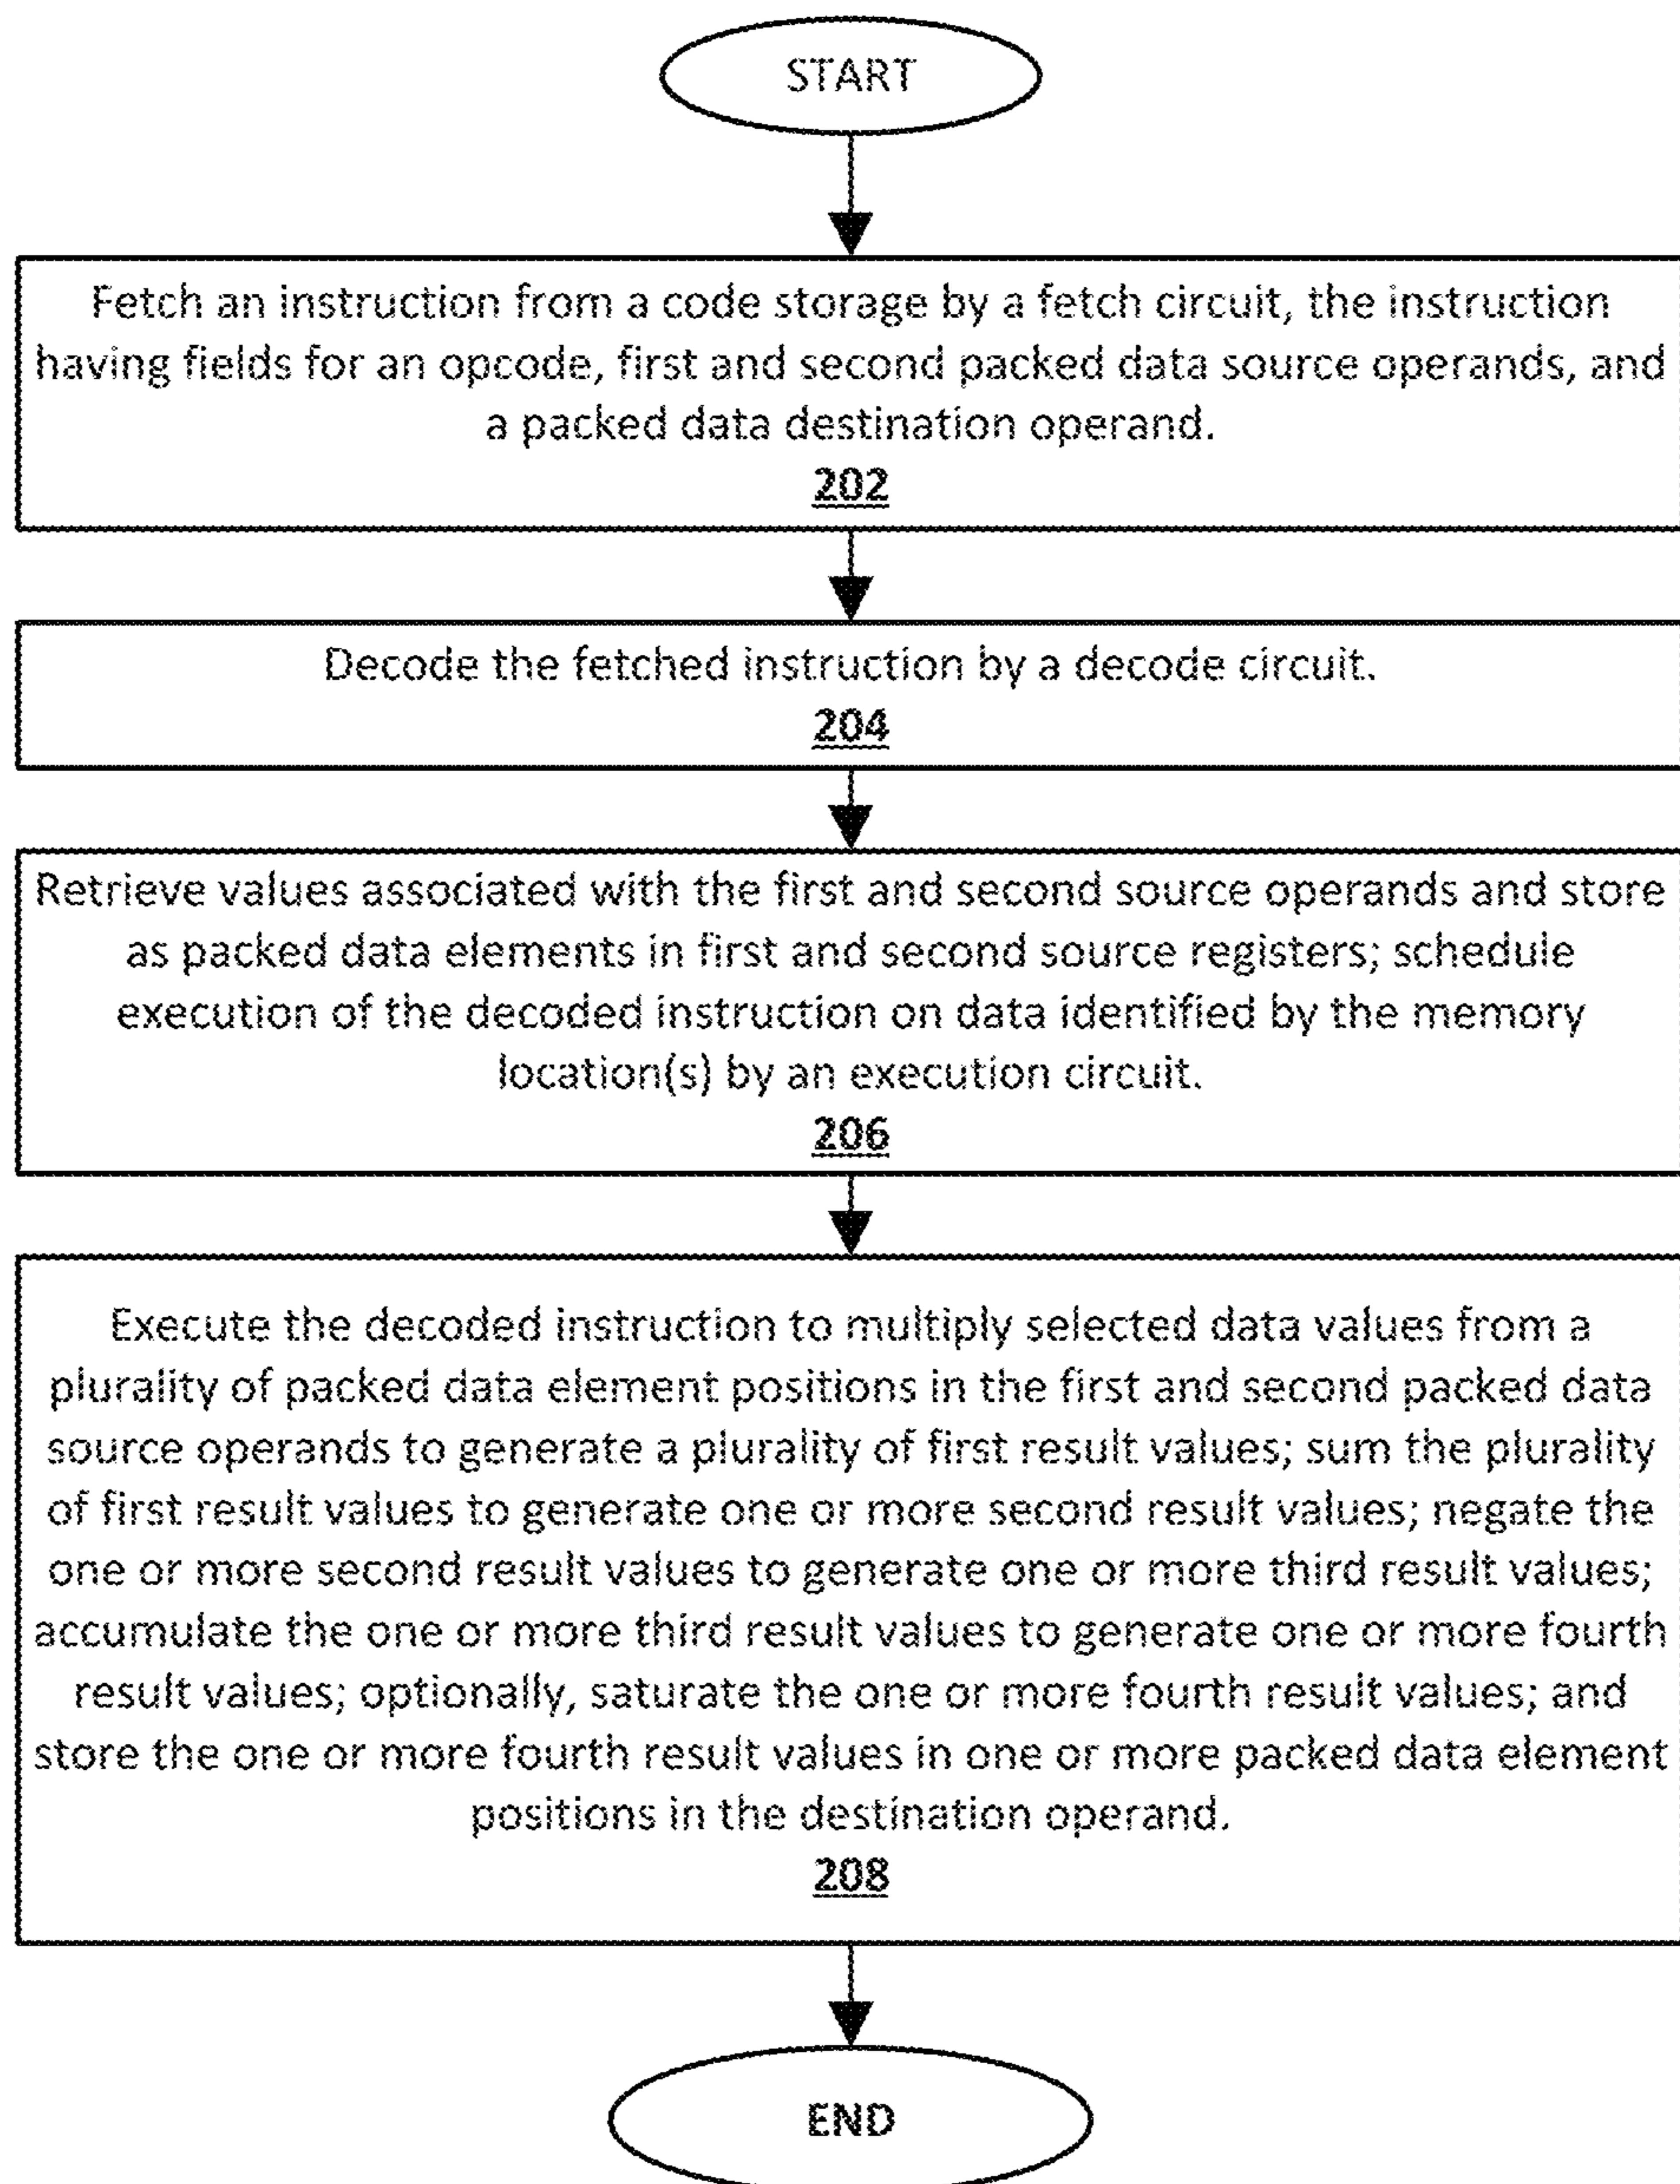 START
Fetch an instruction from a code storage by a fetch circuit, the instruction
having fields for an opcode, first and second packed data source operands, and
a packed data destination operand.
202
Decode the fetched instruction by a decode circuit.
204
Retrieve values associated with the first and second source operands and store
as packed data elements in first and second source registers; schedule
execution of the decoded instruction on data identified by the memory
location(s) by an execution circuit.
206
Execute the decoded instruction to multiply selected data values from a
plurality of packed data element positions in the first and second packed data
source operands to generate a plurality of first result values; sum the plurality
of first result values to generate one or more second result values; negate the
one or more second result values to generate one or more third result values;
accumulate the one or more third result values to generate one or more fourth
result values; optionally, saturate the one or more fourth result values; and
store the one or more fourth result values in one or more packed data element
positions in the destination operand.
208
END